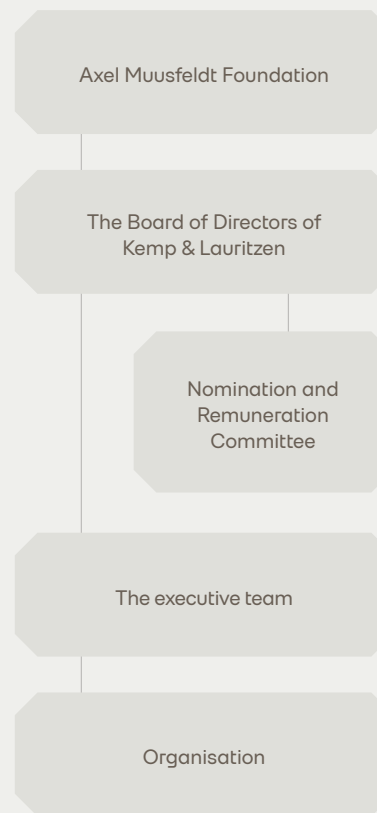 Axel Muusfeldt Foundation
The Board of Directors of
Kemp & Lauritzen
Nomination and
Remuneration
Committee
The executive team
Organisation